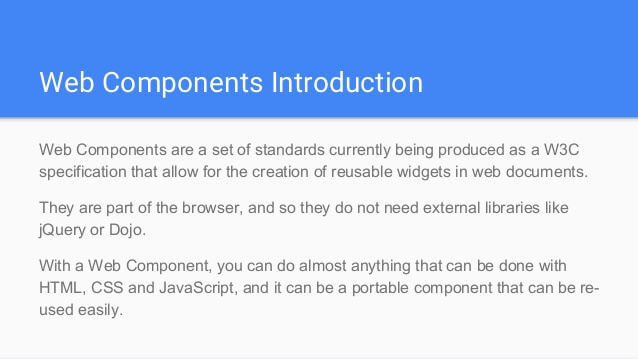 Web Components Introduction
Web Components are a set of standards currently being produced as a W3C
specification that allow for the creation of reusable widgets in web documents.
They are part of the browser, and so they do not need external libraries like
jQuery or Dojo.
With a Web Component, you can do almost anything that can be done with
HTML, CSS and JavaScript, and it can be a portable component that can be re-
used easily.